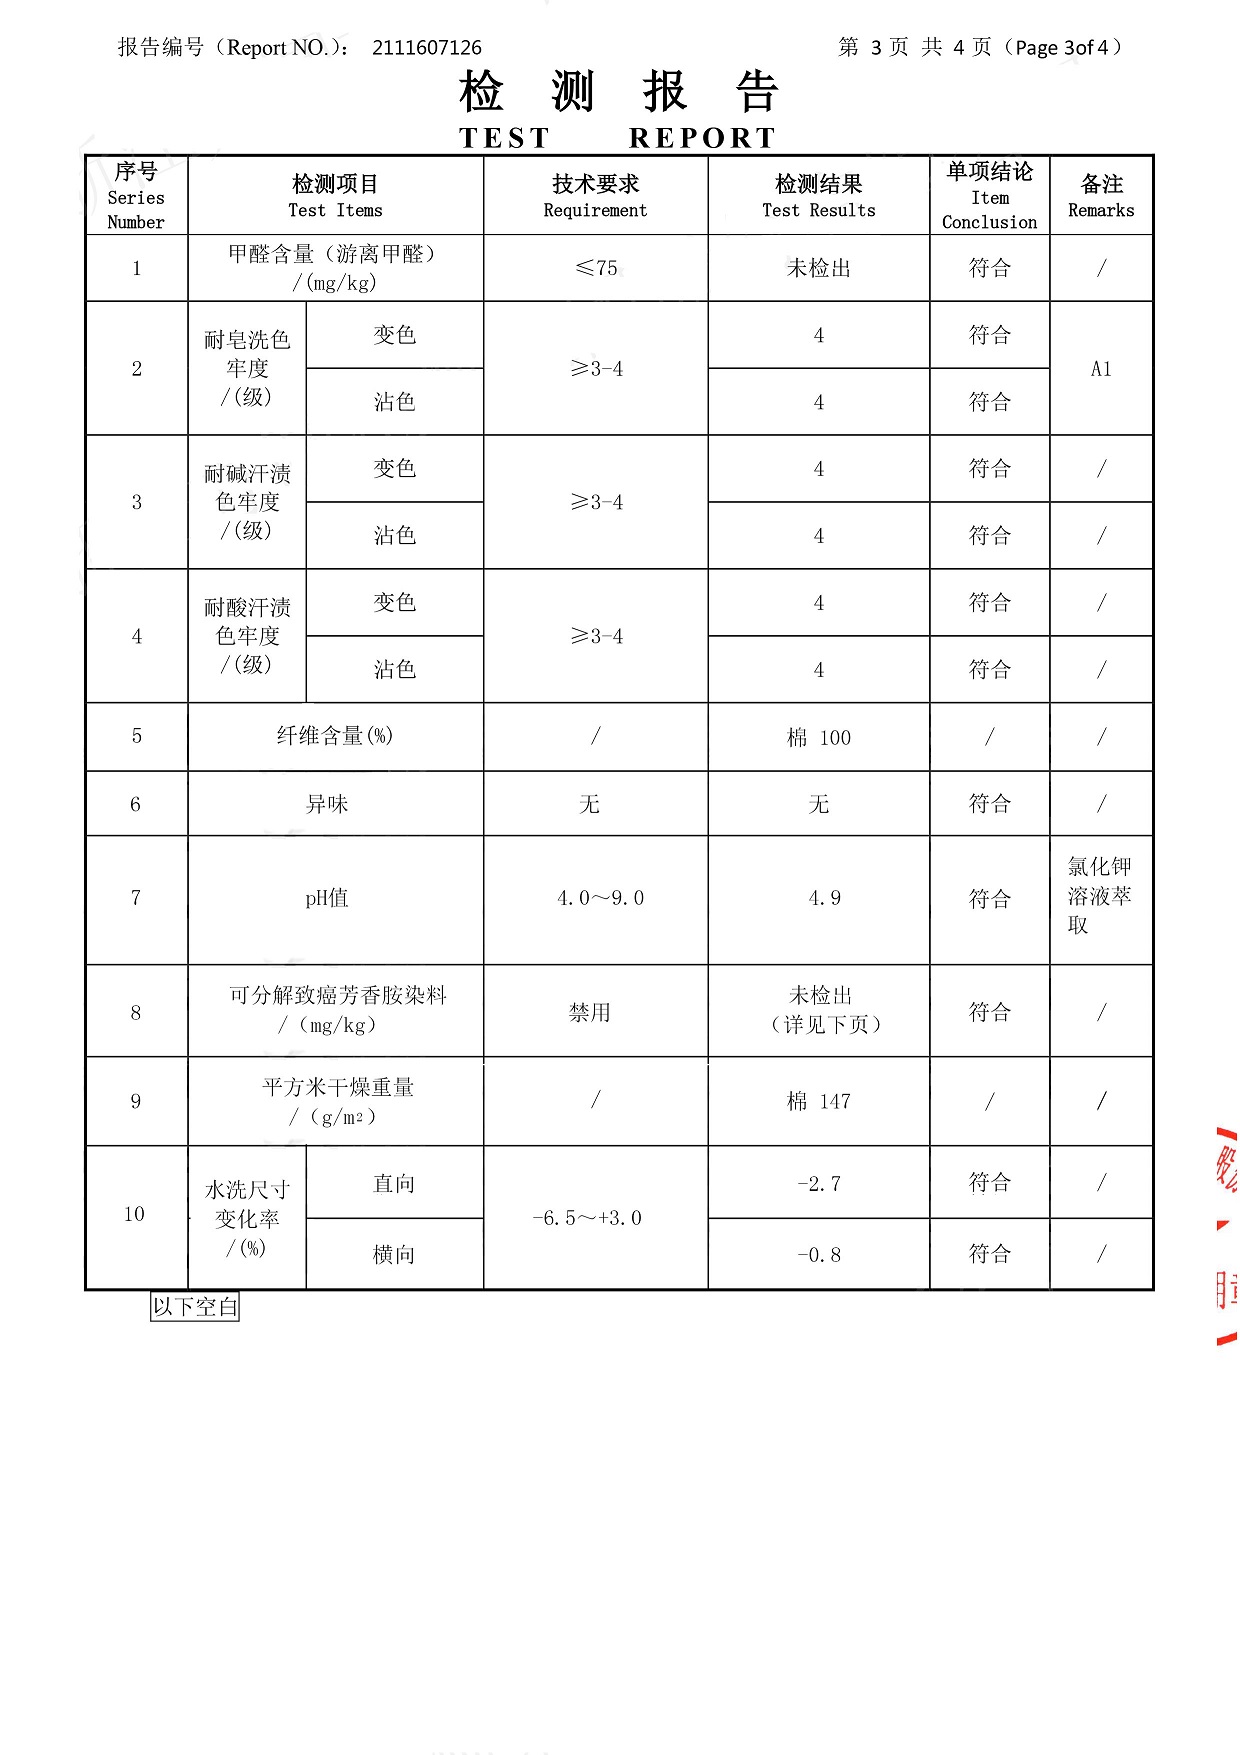 报告编号（Report NO.）： 2111607126
第 3 页 共 4 页（Page 3of 4）
检 测 报 告
TEST REPORT
序号
Series
Number
检测项目
Test Items
技术要求
Requirement
检测结果
Test Results
单项结论
Item
Conclusion
备注
Remarks
1
甲醛含量（游离甲醛）
/(mg/kg)
≤75
未检出
符合
/
2
耐皂洗色
牢度
/(级)
变色
≥3-4
4
符合
A1
沾色
4
符合
3
耐碱汗渍
色牢度
/(级)
变色
≥3-4
4
符合
/
沾色
4
符合
/
4
耐酸汗渍
色牢度
/(级)
变色
≥3-4
4
符合
/
沾色
4
符合
/
5
纤维含量(%)
/
棉 100
/
/
6
异味
无
无
符合
/
7
pH值
4.0～9.0
4.9
符合
氯化钾
溶液萃
取
8
可分解致癌芳香胺染料
/（mg/kg）
禁用
未检出
（详见下页）
符合
/
9
平方米干燥重量
/（g/m²）
/
棉 147
/
/
10
水洗尺寸
变化率
/(%)
直向
-6.5～+3.0
-2.7
符合
/
横向
-0.8
符合
/
以下空白